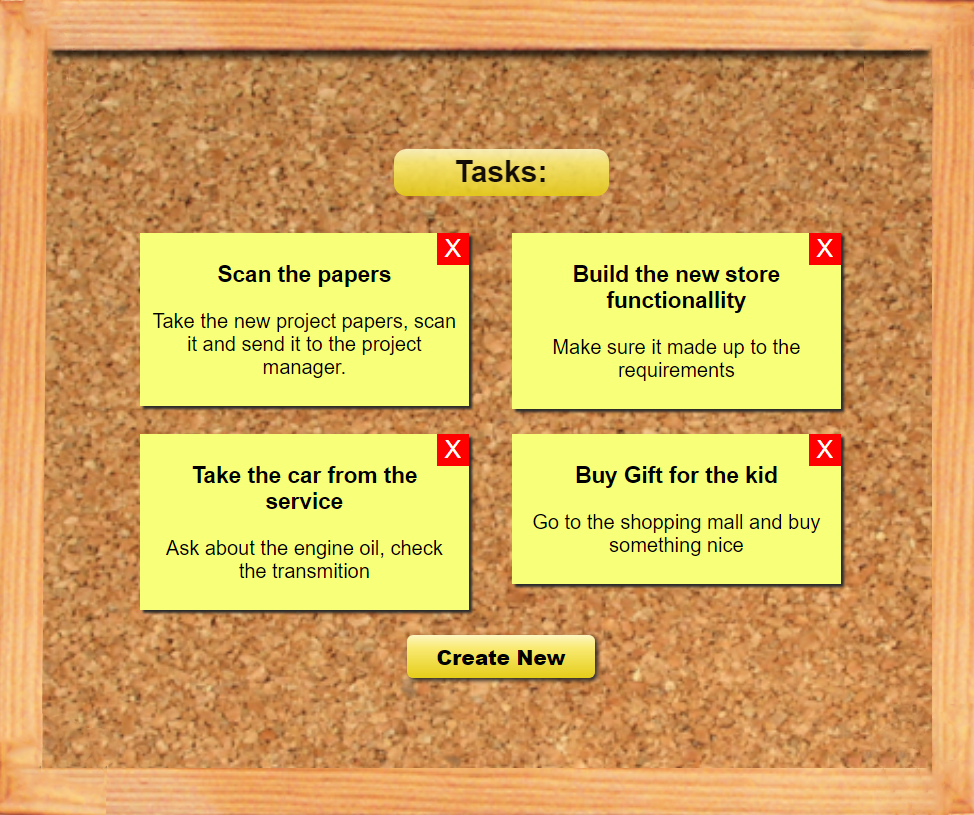 Tasks:
X
Scan the papers
Take the new project papers, scan
it and send it to the project
manager.
X
Build the new store
functionallity
Make sure it made up to the
requirements
X
Take the car from the
service
Ask about the engine oil, check
the transmition
X
Buy Gift for the kid
Go to the shopping mall and buy
something nice
Create New